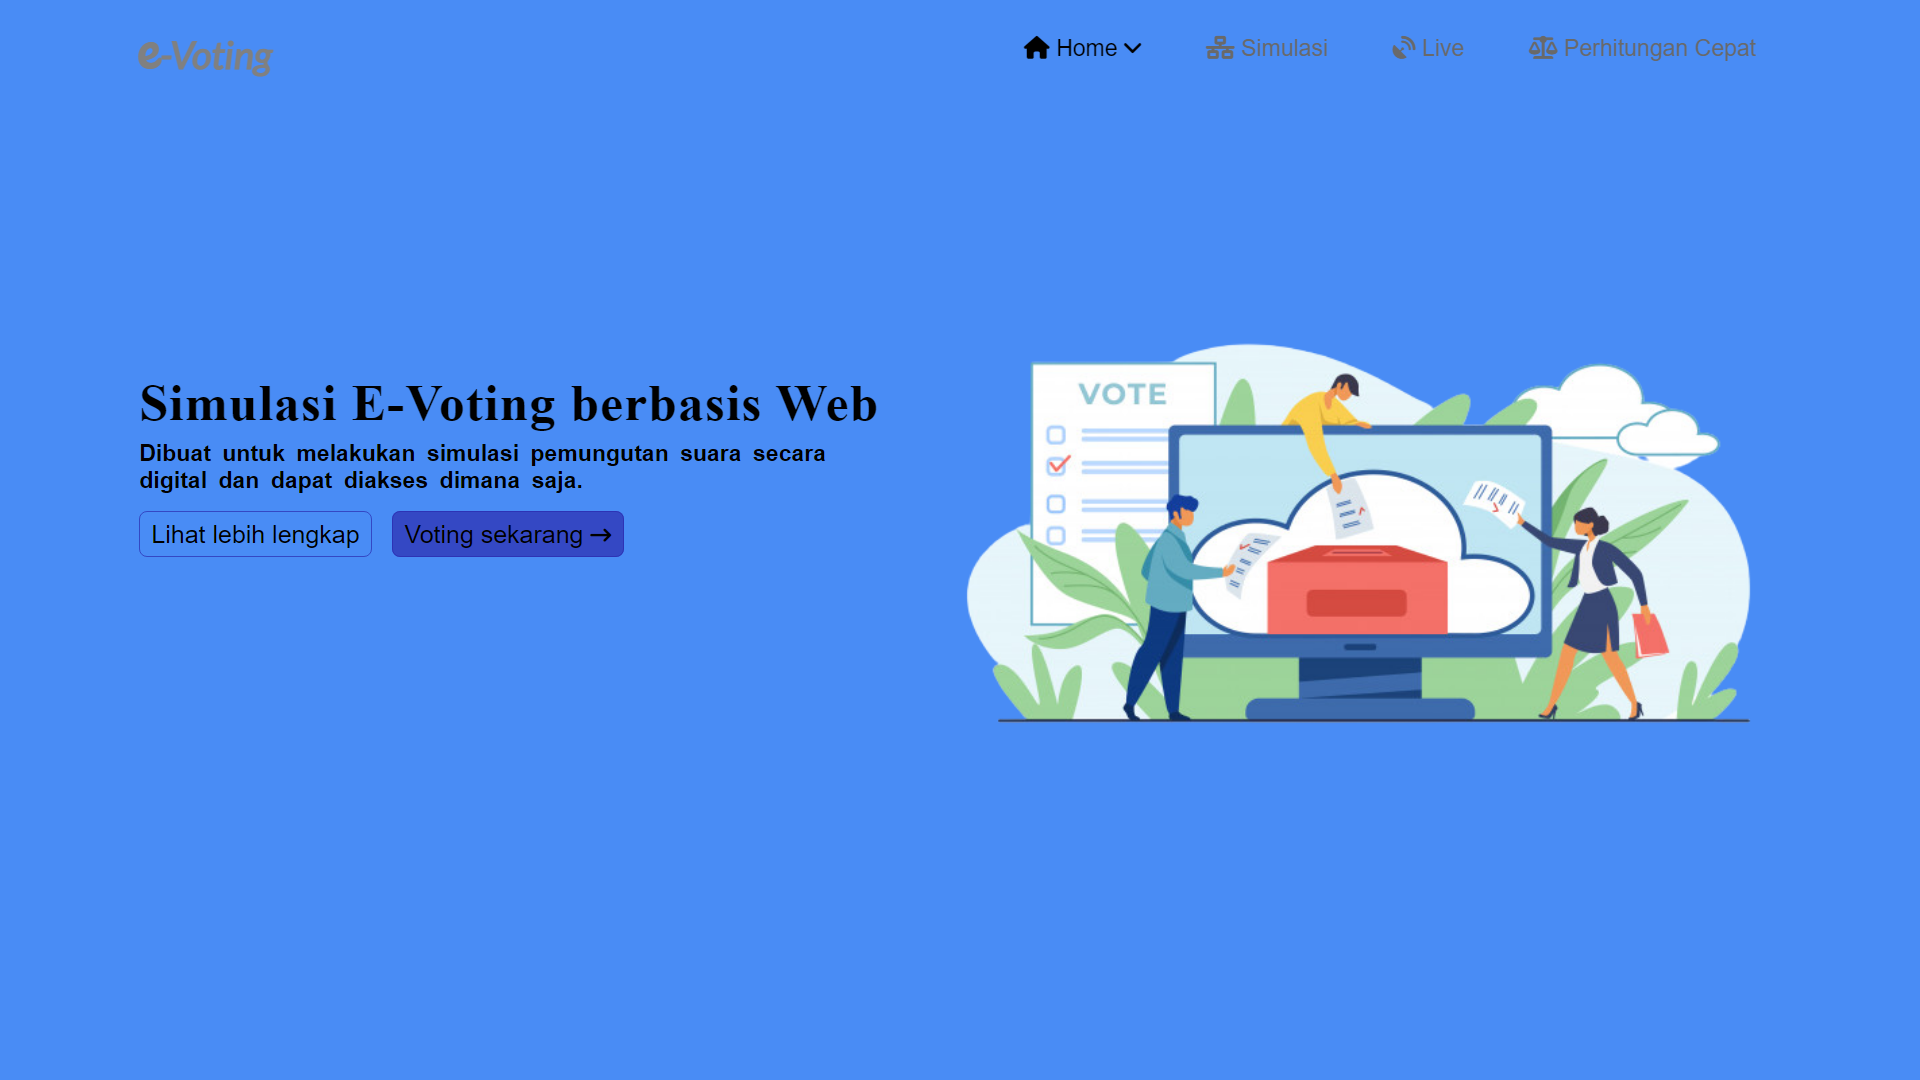 e-Voting
Home
Simulasi
Live
Perhitungan Cepat
Simulasi E-Voting berbasis Web
Dibuat untuk melakukan simulasi pemungutan suara secara
digital dan dapat diakses dimana saja.
Lihat lebih lengkap
Voting sekarang →
VOTE